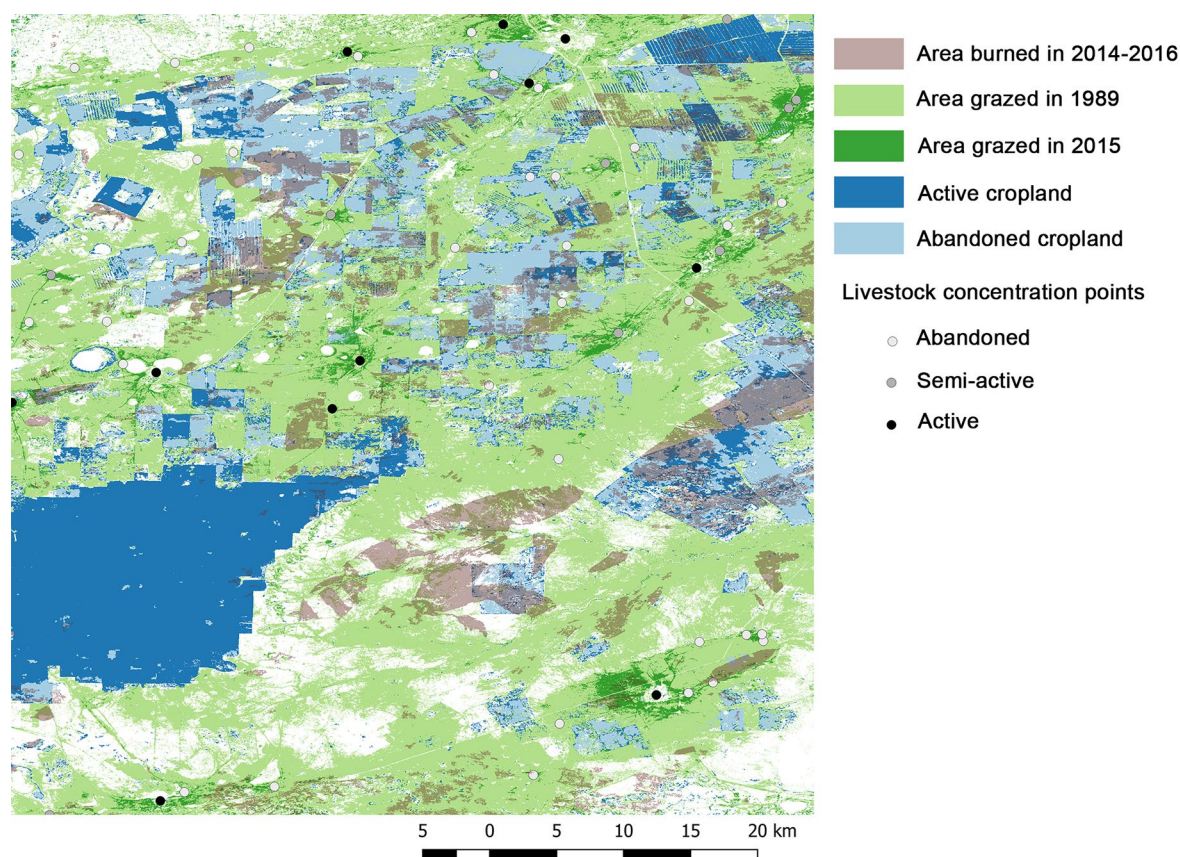 Area burned in 2014-2016
Area grazed in 1989
Area grazed in 2015
Active cropland
Abandoned cropland
Livestock concentration points
Abandoned
Semi-active
Active
5 0 5 10 15 20 km